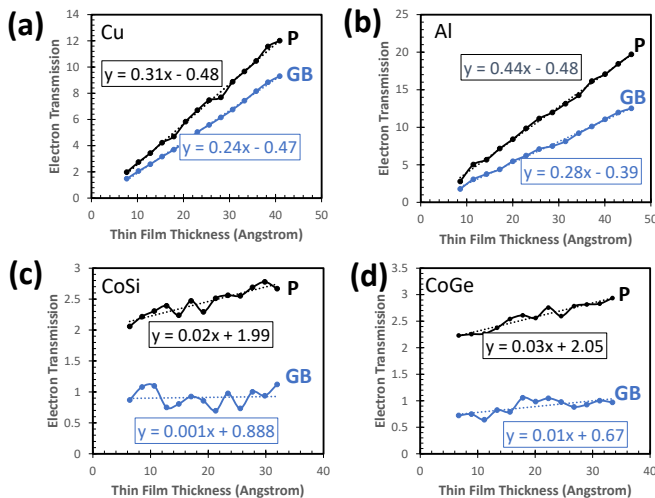 (a)
Cu
P
GB
y = 0.31x - 0.48
y = 0.24x - 0.47
Electron Transmission
14
12
10
8
6
4
2
0
0 10 20 30 40 50
Thin Film Thickness (Angstrom)
(b)
Al
P
GB
y = 0.44x - 0.48
y = 0.28x - 0.39
Electron Transmission
25
20
15
10
5
0
0 10 20 30 40 50
Thin Film Thickness (Angstrom)
(c)
CoSi
P
y = 0.02x + 1.99
GB
y = 0.001x + 0.888
Electron Transmission
3
2.5
2
1.5
1
0.5
0
0 10 20 30 40
Thin Film Thickness (Angstrom)
(d)
CoGe
P
y = 0.03x + 2.05
GB
y = 0.01x + 0.67
Electron Transmission
3.5
3
2.5
2
1.5
1
0.5
0
0 10 20 30 40
Thin Film Thickness (Angstrom)